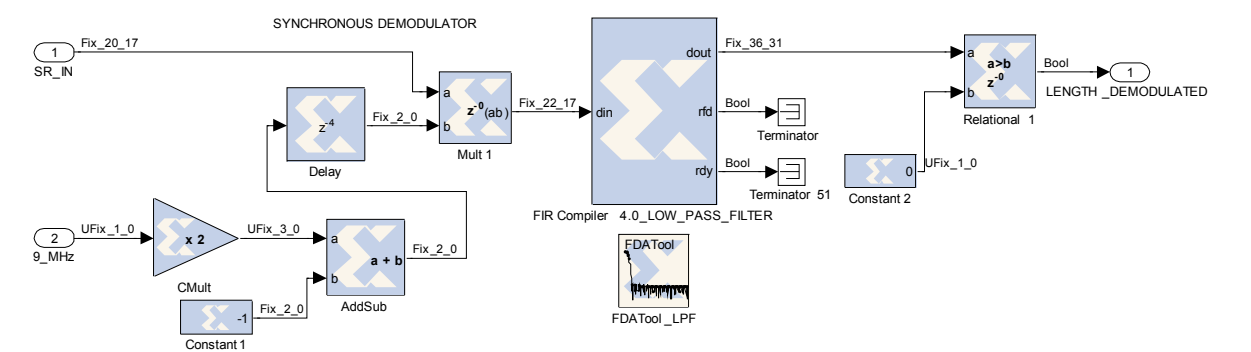 SYNCHRONOUS DEMODULATOR
1
SR_IN
Fix_20_17
z-4
Delay
Fix_2_0
a
b
z-0
(ab)
Mult 1
Fix_22_17
din
dout
rfd
rdy
FIR Compiler 4.0_LOW_PASS_FILTER
Fix_36_31
Bool
Terminator
Bool
Terminator 51
a
b
a>b
z-0
Relational 1
Bool
1
LENGTH _DEMODULATED
0
Constant 2
UFix_1_0
2
9_MHz
UFix_1_0
x 2
CMult
UFix_3_0
-1
Constant 1
Fix_2_0
a
b
a + b
AddSub
Fix_2_0
FDATool
FDATool _LPF